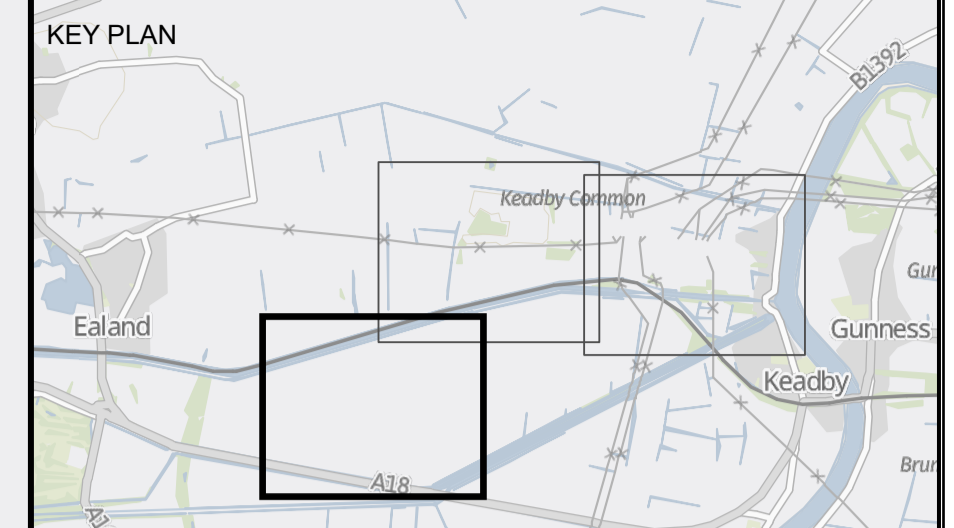 KEY PLAN
B1392
Keadby Common
Ealand
Gunness
Keadby
A18